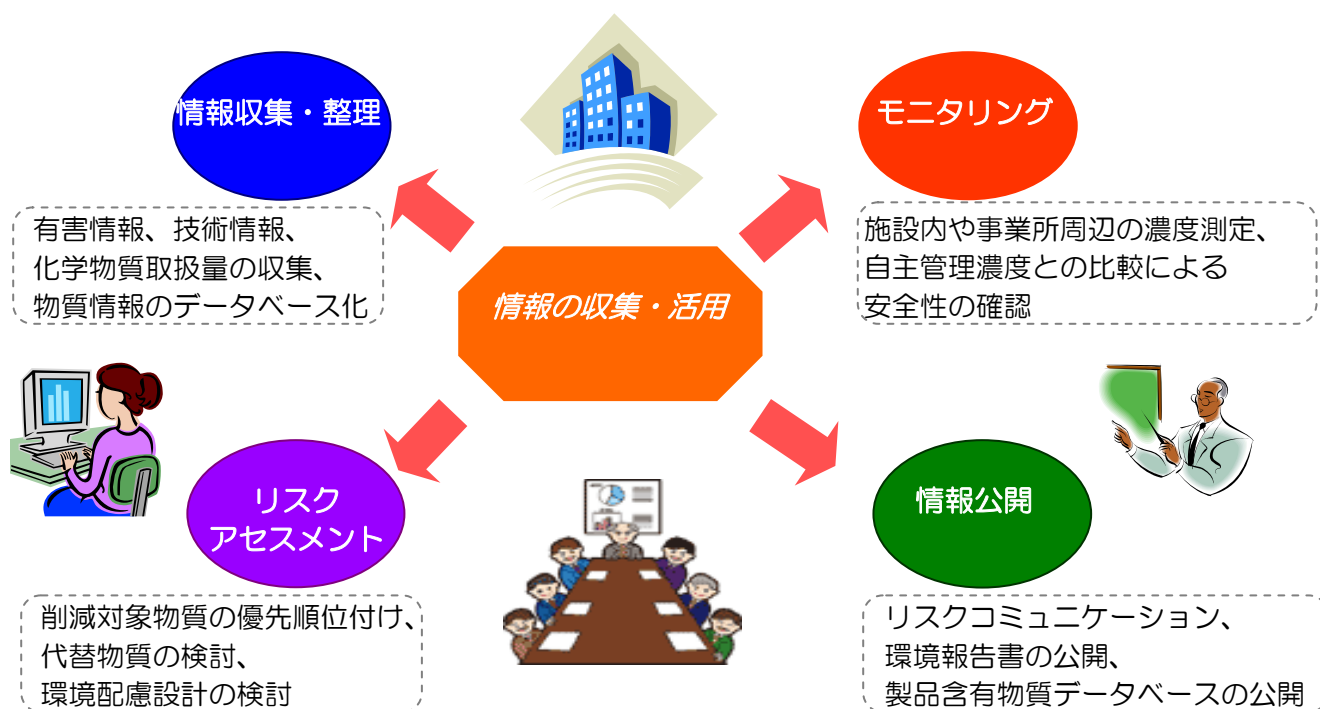 情報収集・整理
有害情報、技術情報、
化学物質取扱量の収集、
物質情報のデータベース化
モニタリング
施設内や事業所周辺の濃度測定、
自主管理濃度との比較による
安全性の確認
情報の収集・活用
リスク
アセスメント
削減対象物質の優先順位付け、
代替物質の検討、
環境配慮設計の検討
情報公開
リスクコミュニケーション、
環境報告書の公開、
製品含有物質データベースの公開